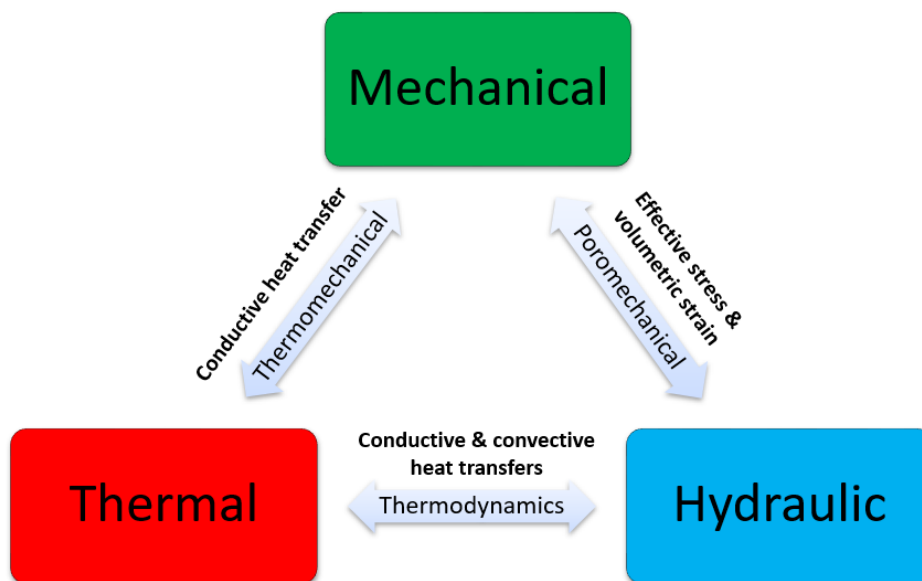 Mechanical
Conductive heat transfer
Thermomechanical
Effective stress &
volumetric strain
Poromechanical
Conductive & convective
heat transfers
Thermodynamics
Thermal
Hydraulic